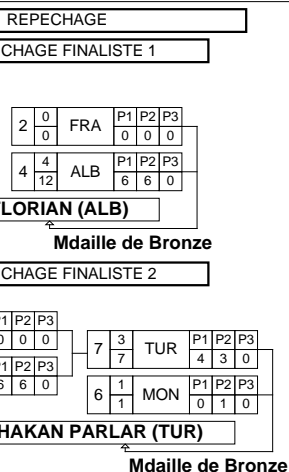 REPECHAGE
CHAGE FINALISTE 1
2 0 0 FRA P1 P2 P3 0 0 0
4 4 12 ALB P1 P2 P3 6 6 0
LORIAN (ALB)
Mdaille de Bronze
CHAGE FINALISTE 2
P1 P2 P3
0 0 0
P1 P2 P3
6 6 0
7 3 7 TUR P1 P2 P3 4 3 0
6 1 1 MON P1 P2 P3 0 1 0
HAKAN PARLAR (TUR)
Mdaille de Bronze